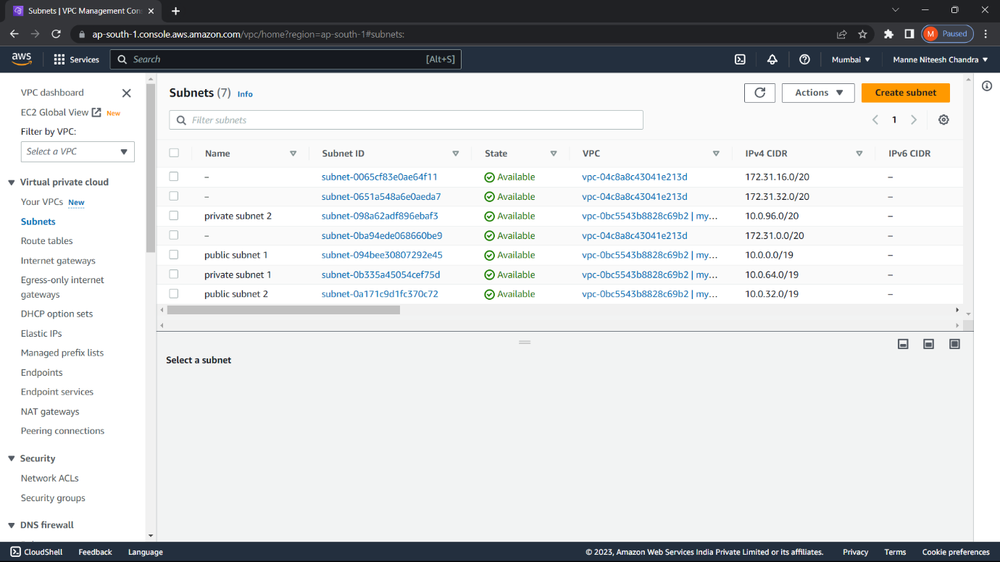 Subnets | VPC Management Con
ap-south-1.console.aws.amazon.com/vpc/home?region=ap-south-1#subnets:
M Paused
aws
Services
Search [Alt+S]
Mumbai
Manne Niteesh Chandra
VPC dashboard
EC2 Global View New
Filter by VPC:
Select a VPC
Virtual private cloud
Your VPCs New
Subnets
Route tables
Internet gateways
Egress-only internet
gateways
DHCP option sets
Elastic IPs
Managed prefix lists
Endpoints
Endpoint services
NAT gateways
Peering connections
Security
Network ACLs
Security groups
DNS firewall
Subnets (7) Info
Actions
Create subnet
Filter subnets
1
Name Subnet ID State VPC IPv4 CIDR IPv6 CIDR
– subnet-0065cf83e0ae64f11 Available vpc-04c8a8c43041e213d 172.31.16.0/20 –
– subnet-0651a548a6e0aeda7 Available vpc-04c8a8c43041e213d 172.31.32.0/20 –
private subnet 2 subnet-098a62adf896ebaf3 Available vpc-0bc5543b8828c69b2 | my... 10.0.96.0/20 –
– subnet-0ba94ede068660be9 Available vpc-04c8a8c43041e213d 172.31.0.0/20 –
public subnet 1 subnet-094bee30807292e45 Available vpc-0bc5543b8828c69b2 | my... 10.0.0.0/19 –
private subnet 1 subnet-0b335a45054cef75d Available vpc-0bc5543b8828c69b2 | my... 10.0.64.0/19 –
public subnet 2 subnet-0a171c9d1fc370c72 Available vpc-0bc5543b8828c69b2 | my... 10.0.32.0/19 –
Select a subnet
CloudShell Feedback Language
© 2023, Amazon Web Services India Private Limited or its affiliates. Privacy Terms Cookie preferences